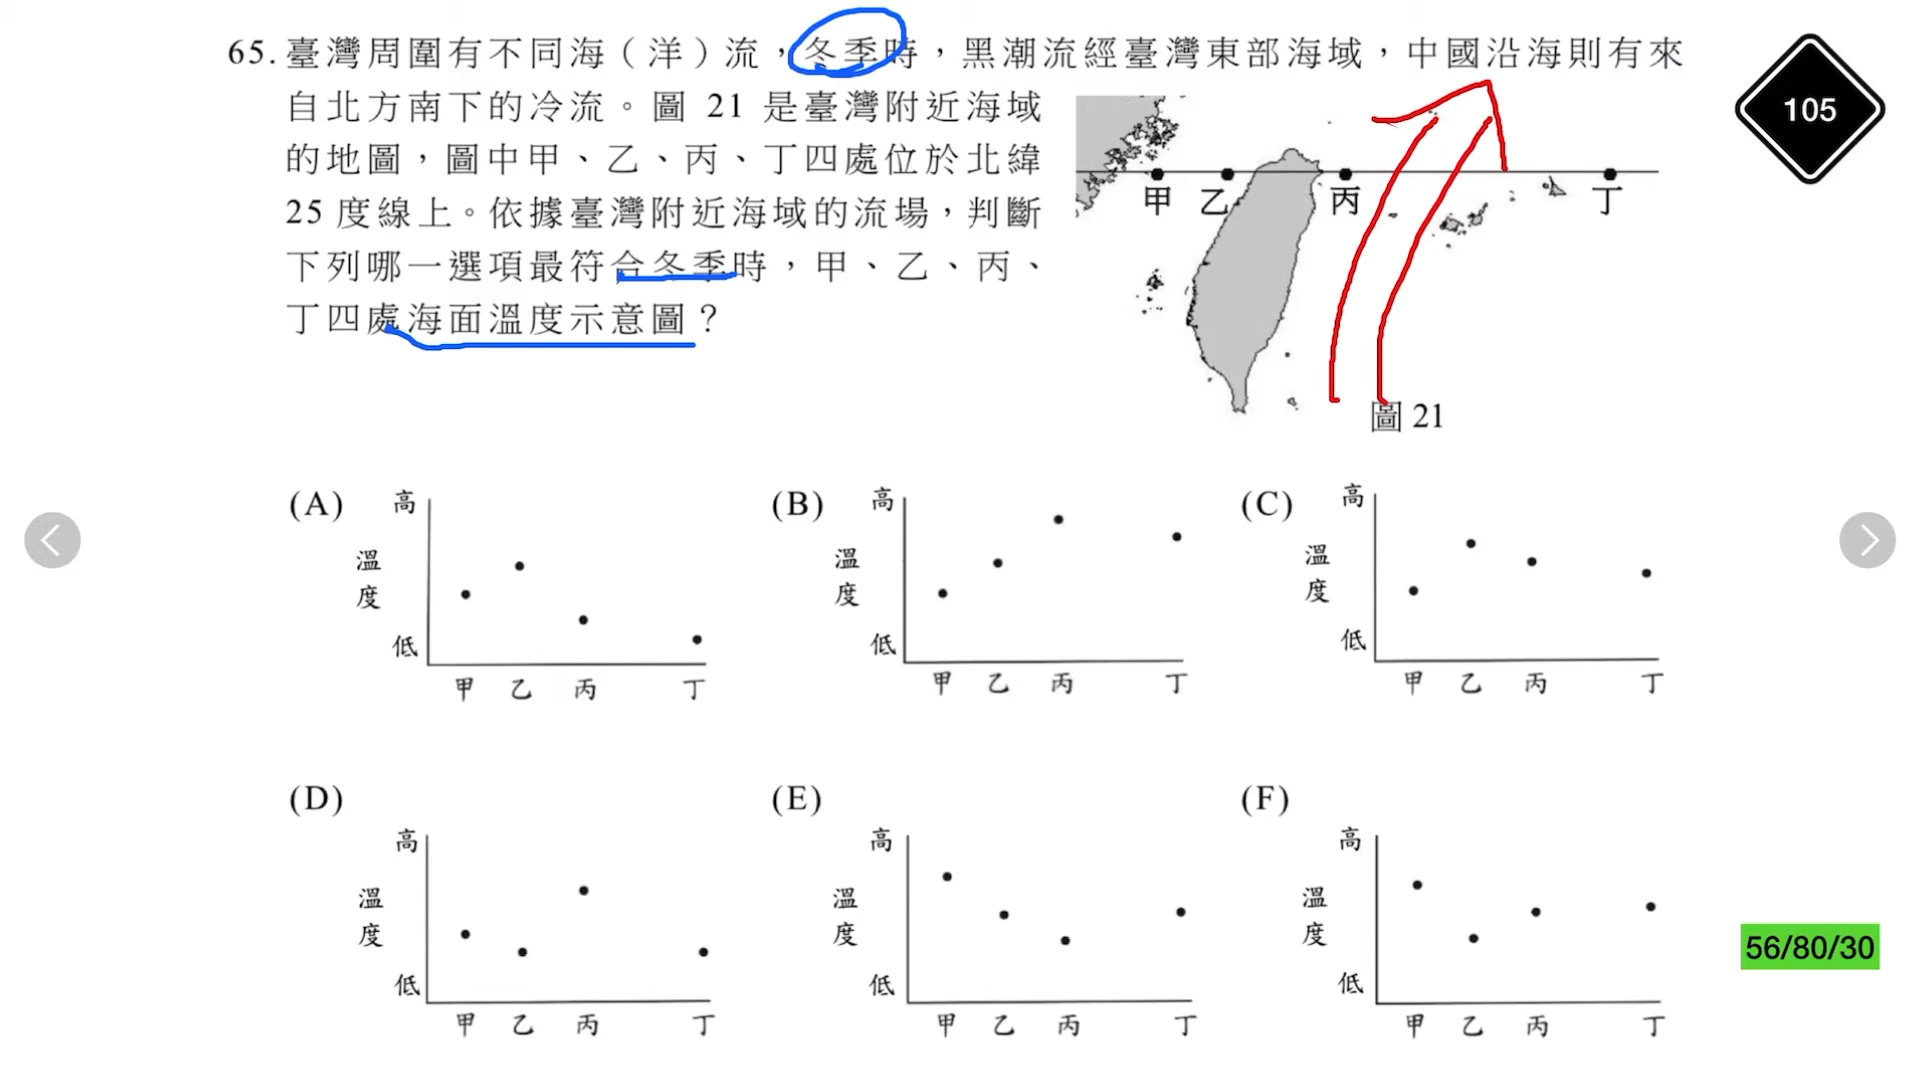 65. 臺灣周圍有不同海（洋）流，冬季時，黑潮流經臺灣東部海域，中國沿海則有來
自北方南下的冷流。圖 21 是臺灣附近海域
的地圖，圖中甲、乙、丙、丁四處位於北緯
25 度線上。依據臺灣附近海域的流場，判斷
下列哪一選項最符合冬季時，甲、乙、丙、
丁四處海面溫度示意圖？
105
甲 乙 丙 丁
圖 21
(A)
高
溫
度
低
甲 乙 丙 丁
(B)
高
溫
度
低
甲 乙 丙 丁
(C)
高
溫
度
低
甲 乙 丙 丁
(D)
高
溫
度
低
甲 乙 丙 丁
(E)
高
溫
度
低
甲 乙 丙 丁
(F)
高
溫
度
低
甲 乙 丙 丁
56/80/30